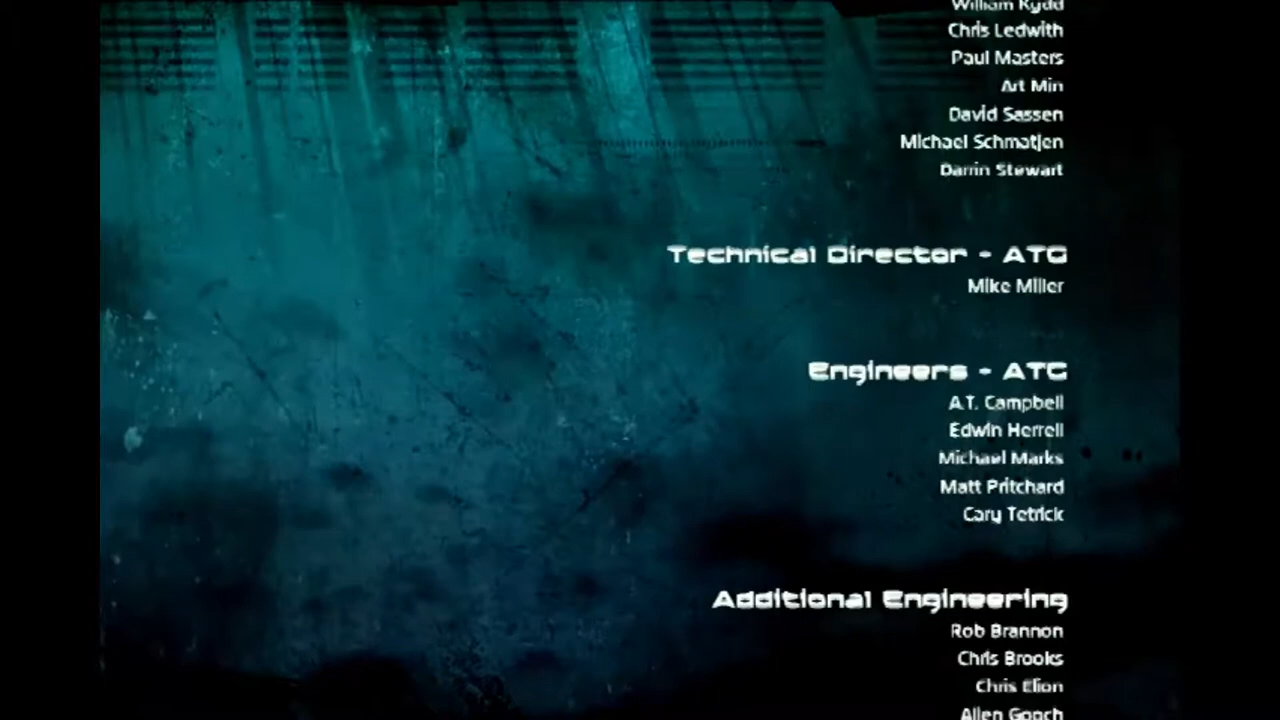 William Kydd
Chris Ledwith
Paul Masters
Art Min
David Sassen
Michael Schmatjen
Darrin Stewart
Technical Director - ATG
Mike Miller
Engineers - ATG
A.T. Campbell
Edwin Herrell
Michael Marks
Matt Pritchard
Cary Tetrick
Additional Engineering
Rob Brannon
Chris Brooks
Chris Elion
Allen Gooch